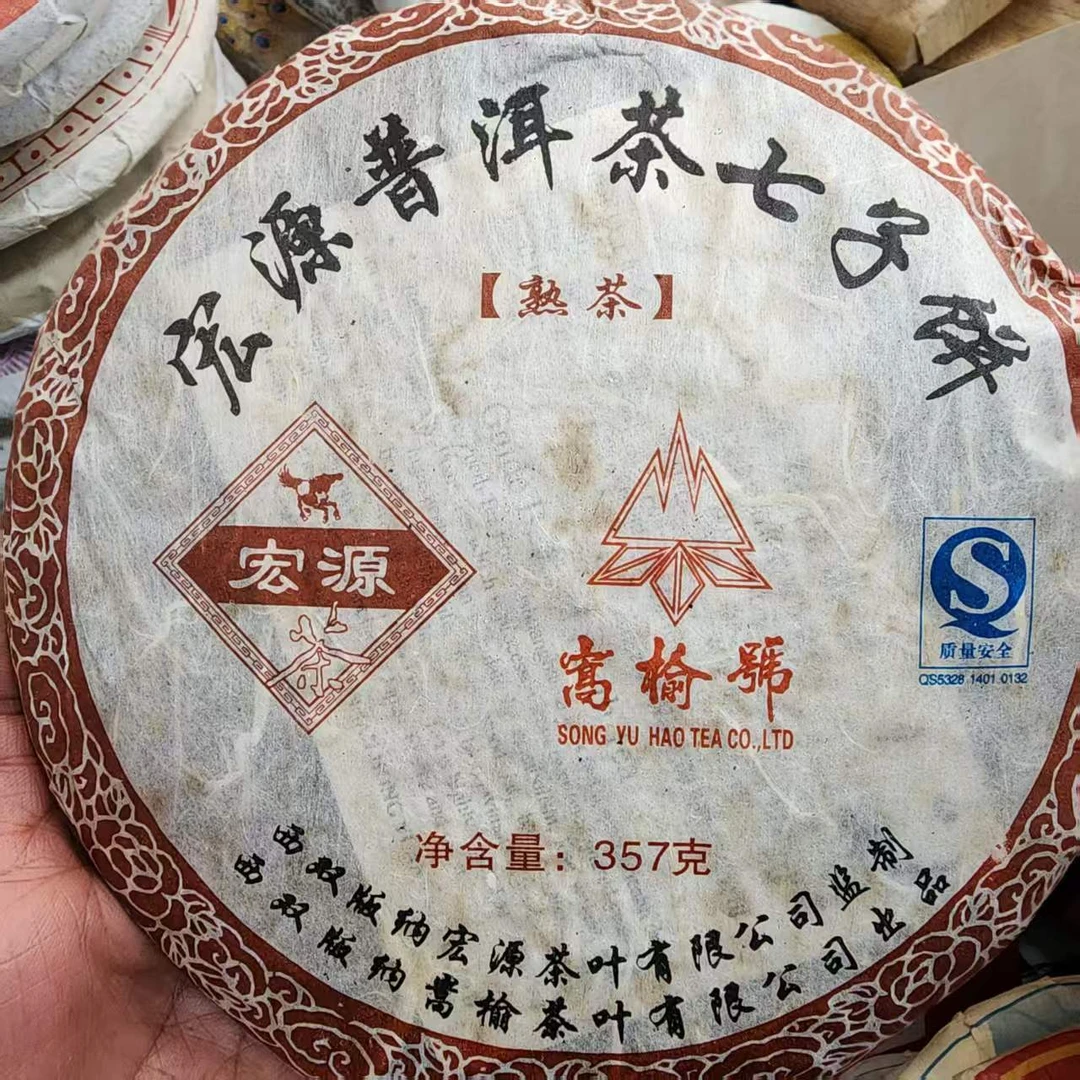 宏源普洱茶七子饼
【熟茶】
宏源
茶
嵩榆號
SONG YU HAO TEA CO.,LTD
质量安全
QS5328 1401 0132
净含量：357克
西双版纳宏源茶叶有限公司监制
西双版纳嵩榆茶叶有限公司出品